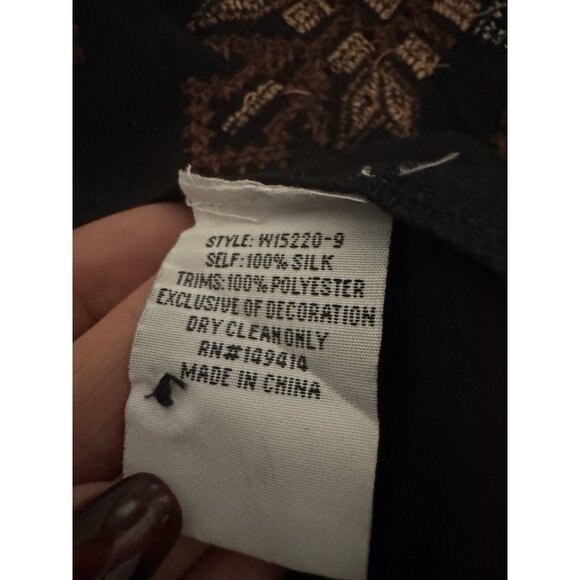 STYLE: W15220-9
SELF:100% SILK
TRIMS:100% POLYESTER
EXCLUSIVE OF DECORATION
DRY CLEAN ONLY
RN#149414
MADE IN CHINA